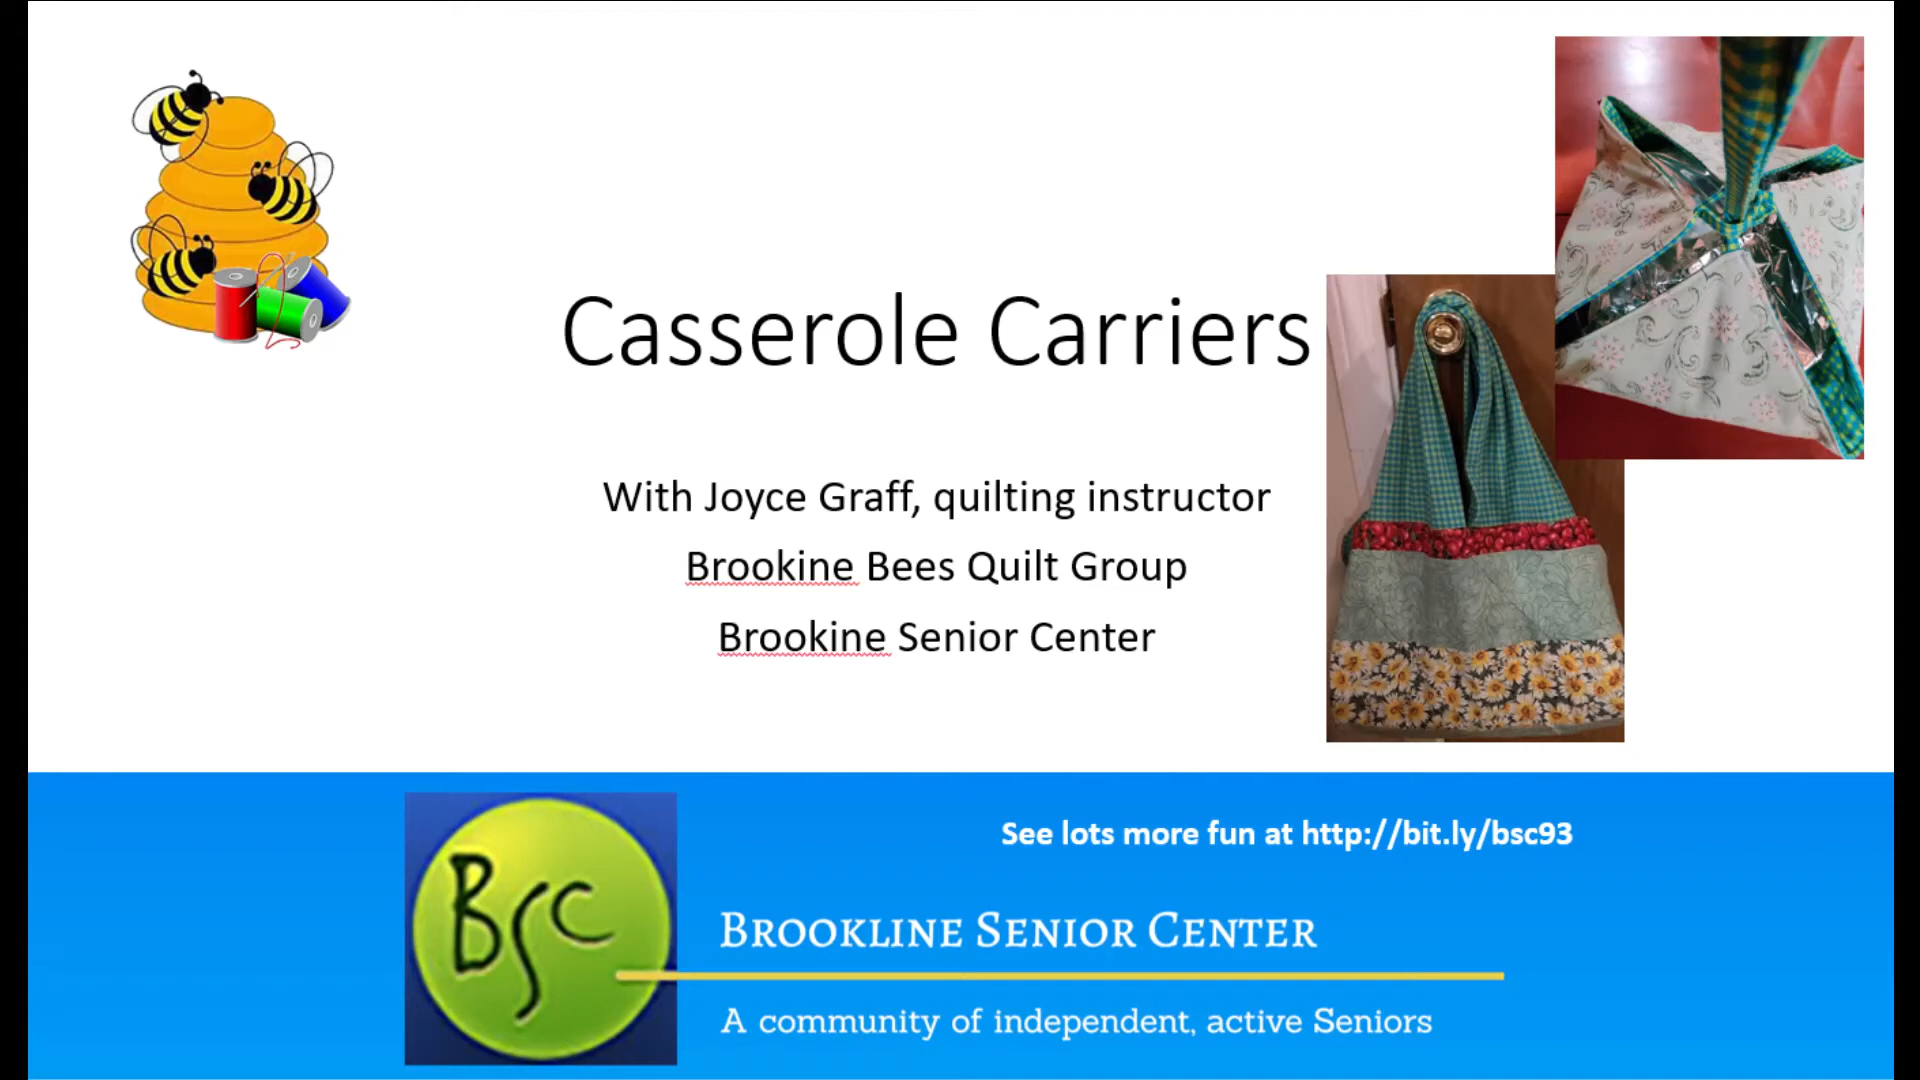 Casserole Carriers
With Joyce Graff, quilting instructor
Brookine Bees Quilt Group
Brookine Senior Center
See lots more fun at http://bit.ly/bsc93
BSC
BROOKLINE SENIOR CENTER
A community of independent, active Seniors